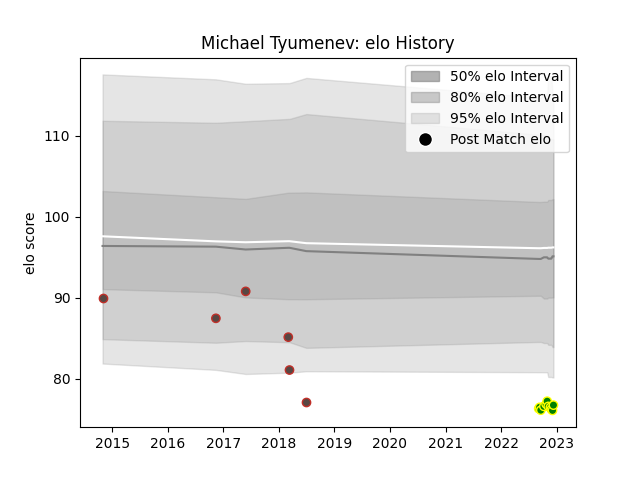 Michael Tyumenev: elo History
50% elo Interval
80% elo Interval
95% elo Interval
Post Match elo
elo score
110
100
90
80
2015 2016 2017 2018 2019 2020 2021 2022 2023